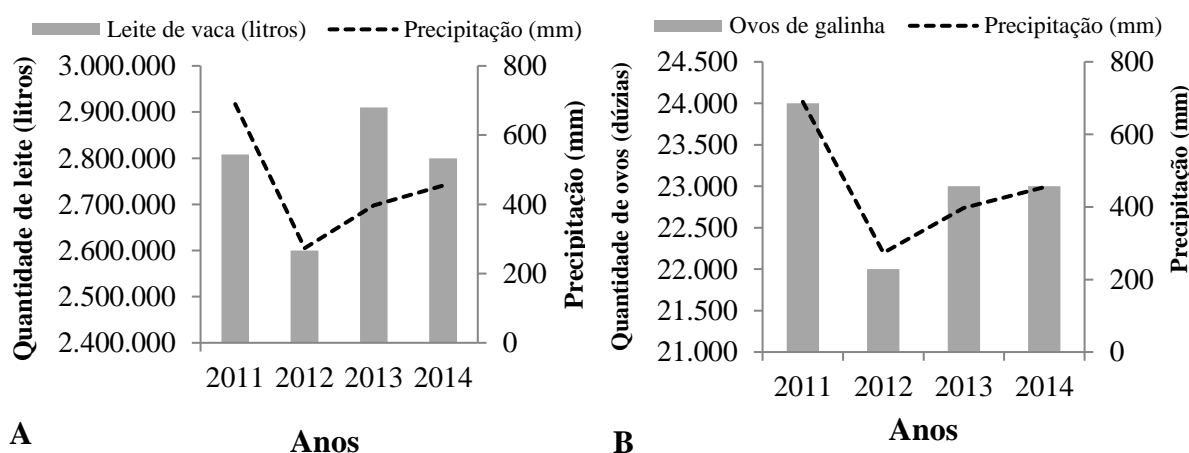 Leite de vaca (litros)
Precipitação (mm)
Quantidade de leite (litros)
3.000.000
2.900.000
2.800.000
2.700.000
2.600.000
2.500.000
2.400.000
800
600
400
200
0
Precipitação (mm)
2011 2012 2013 2014
A
Anos
Ovos de galinha
Precipitação (mm)
Quantidade de ovos (dúzias)
24.500
24.000
23.500
23.000
22.500
22.000
21.500
21.000
800
600
400
200
0
Precipitação (mm)
2011 2012 2013 2014
B
Anos